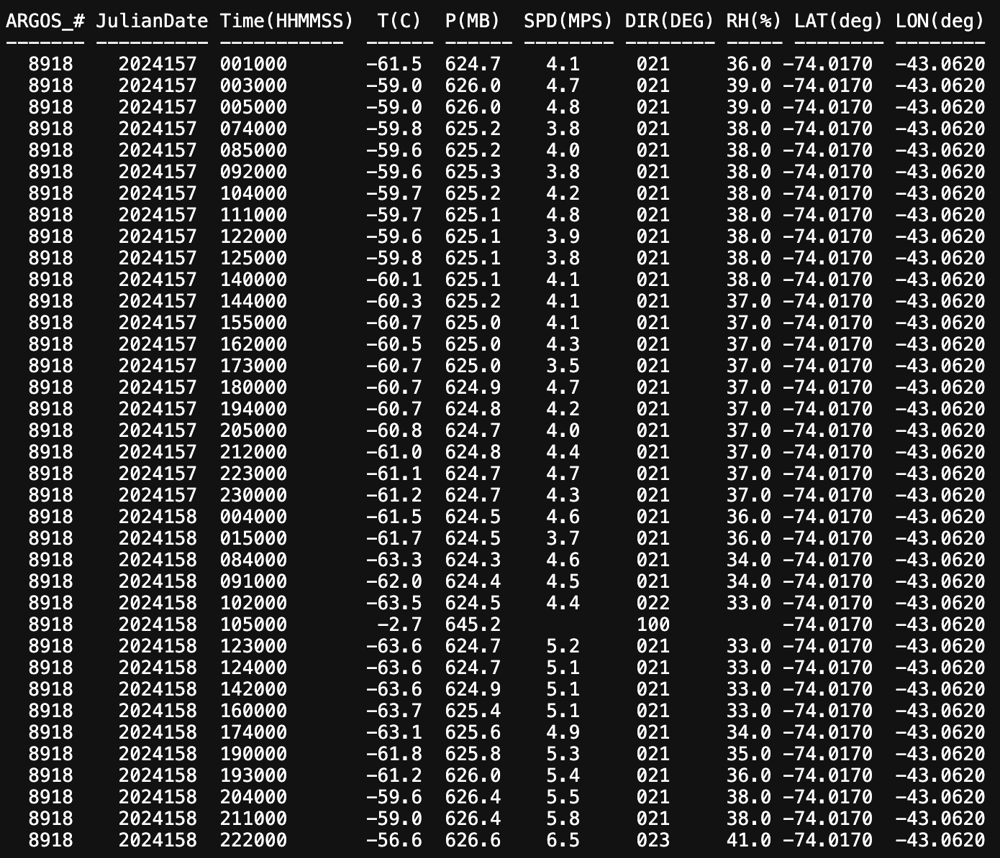 ARGOS_# JulianDate Time(HHMMSS)  T(C)  P(MB)  SPD(MPS) DIR(DEG) RH(%) LAT(deg) LON(deg)
------- ---------- -----------  ------ ------ -------- -------- ----- -------- --------
8918    2024157  001000       -61.5  624.7    4.1     021     36.0 -74.0170  -43.0620
8918    2024157  003000       -59.0  626.0    4.7     021     39.0 -74.0170  -43.0620
8918    2024157  005000       -59.0  626.0    4.8     021     39.0 -74.0170  -43.0620
8918    2024157  074000       -59.8  625.2    3.8     021     38.0 -74.0170  -43.0620
8918    2024157  085000       -59.6  625.2    4.0     021     38.0 -74.0170  -43.0620
8918    2024157  092000       -59.6  625.3    3.8     021     38.0 -74.0170  -43.0620
8918    2024157  104000       -59.7  625.2    4.2     021     38.0 -74.0170  -43.0620
8918    2024157  111000       -59.7  625.1    4.8     021     38.0 -74.0170  -43.0620
8918    2024157  122000       -59.6  625.1    3.9     021     38.0 -74.0170  -43.0620
8918    2024157  125000       -59.8  625.1    3.8     021     38.0 -74.0170  -43.0620
8918    2024157  140000       -60.1  625.1    4.1     021     38.0 -74.0170  -43.0620
8918    2024157  144000       -60.3  625.2    4.1     021     37.0 -74.0170  -43.0620
8918    2024157  155000       -60.7  625.0    4.1     021     37.0 -74.0170  -43.0620
8918    2024157  162000       -60.5  625.0    4.3     021     37.0 -74.0170  -43.0620
8918    2024157  173000       -60.7  625.0    3.5     021     37.0 -74.0170  -43.0620
8918    2024157  180000       -60.7  624.9    4.7     021     37.0 -74.0170  -43.0620
8918    2024157  194000       -60.7  624.8    4.2     021     37.0 -74.0170  -43.0620
8918    2024157  205000       -60.8  624.7    4.0     021     37.0 -74.0170  -43.0620
8918    2024157  212000       -61.0  624.8    4.4     021     37.0 -74.0170  -43.0620
8918    2024157  223000       -61.1  624.7    4.7     021     37.0 -74.0170  -43.0620
8918    2024157  230000       -61.2  624.7    4.3     021     37.0 -74.0170  -43.0620
8918    2024158  004000       -61.5  624.5    4.6     021     36.0 -74.0170  -43.0620
8918    2024158  015000       -61.7  624.5    3.7     021     36.0 -74.0170  -43.0620
8918    2024158  084000       -63.3  624.3    4.6     021     34.0 -74.0170  -43.0620
8918    2024158  091000       -62.0  624.4    4.5     021     34.0 -74.0170  -43.0620
8918    2024158  102000       -63.5  624.5    4.4     022     33.0 -74.0170  -43.0620
8918    2024158  105000        -2.7  645.2            100          -74.0170  -43.0620
8918    2024158  123000       -63.6  624.7    5.2     021     33.0 -74.0170  -43.0620
8918    2024158  124000       -63.6  624.7    5.1     021     33.0 -74.0170  -43.0620
8918    2024158  142000       -63.6  624.9    5.1     021     33.0 -74.0170  -43.0620
8918    2024158  160000       -63.7  625.4    5.1     021     33.0 -74.0170  -43.0620
8918    2024158  174000       -63.1  625.6    4.9     021     34.0 -74.0170  -43.0620
8918    2024158  190000       -61.8  625.8    5.3     021     35.0 -74.0170  -43.0620
8918    2024158  193000       -61.2  626.0    5.4     021     36.0 -74.0170  -43.0620
8918    2024158  204000       -59.6  626.4    5.5     021     38.0 -74.0170  -43.0620
8918    2024158  211000       -59.0  626.4    5.8     021     38.0 -74.0170  -43.0620
8918    2024158  222000       -56.6  626.6    6.5     023     41.0 -74.0170  -43.0620